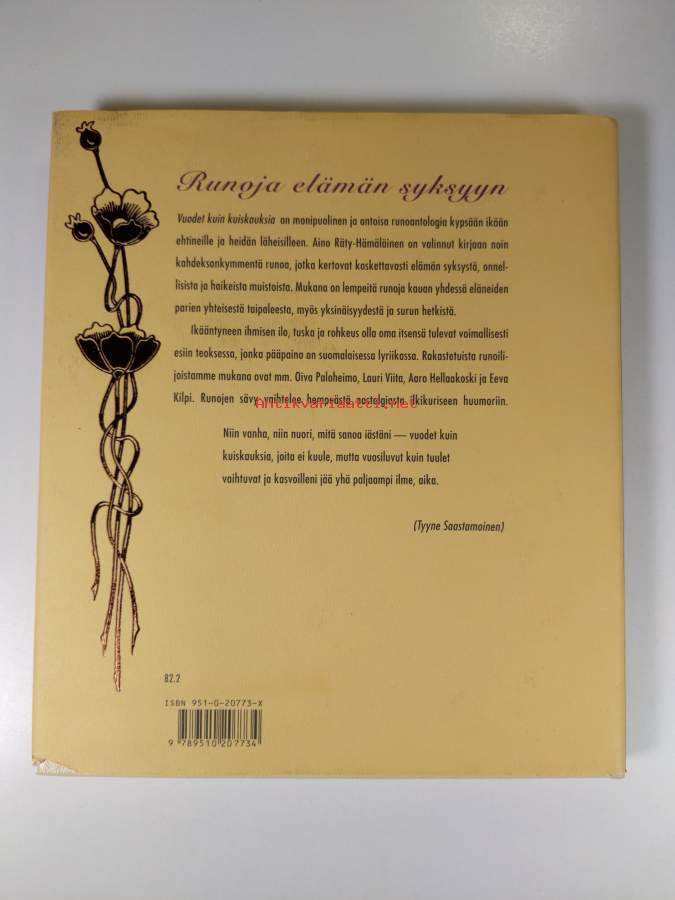 Runoja elämän syksyyn
Vuodet kuin kuiskauksia on monipuolinen ja antoisa runoantologia kypsään ikään
ehtineille ja heidän läheisilleen. Aino Räty-Hämäläinen on valinnut kirjaan noin
kahdeksankymmentä runoa, jotka kertovat koskettavasti elämän syksystä, onnel-
lisista ja haikeista muistoista. Mukana on lempeitä runoja kauan yhdessä eläneiden
parien yhteisestä taipaleesta, myös yksinäisyydestä ja surun hetkistä.
Ikääntyneen ihmisen ilo, tuska ja rohkeus olla oma itsensä tulevat voimallisesti
esiin teoksessa, jonka pääpaino on suomalaisessa lyriikassa. Rakastetuista runoili-
joistamme mukana ovat mm. Oiva Paloheimo, Lauri Viita, Aaro Hellaakoski ja Eeva
Kilpi. Runojen sävy vaihtelee hempeästä nostalgiasta ilkikuriseen huumoriin.
Antikvariaatti.net
Niin vanha, niin nuori, mitä sanoa iästäni — vuodet kuin
kuiskauksia, joita ei kuule, mutta vuosiluvut kuin tuulet
vaihtuvat ja kasvoilleni jää yhä paljaampi ilme, aika.
(Tyyne Saastamoinen)
82.2
ISBN 951-0-20773-X
9 789510 207734